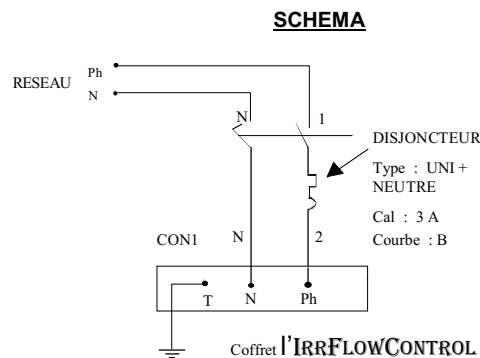 SCHEMA
Ph
RESEAU
N
N 1
DISJONCTEUR
Type : UNI +
NEUTRE
Cal : 3 A
Courbe : B
CON1 N 2
T N Ph
Coffret l'IRRFLOWCONTROL